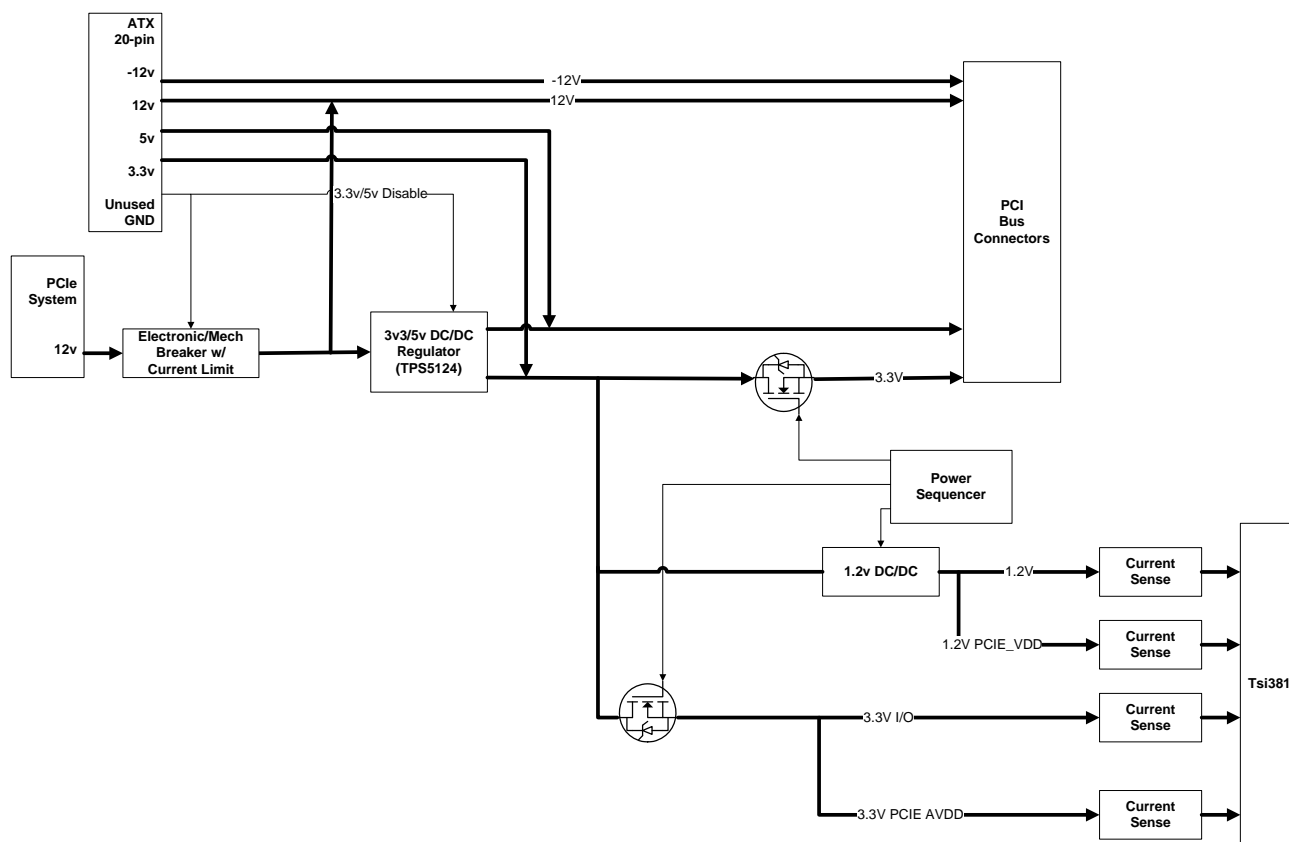 ATX
20-pin
-12v
12v
5v
3.3v
Unused
GND
-12V
12V
3.3v/5v Disable
PCI
Bus
Connectors
PCIe
System
12v
Electronic/Mech
Breaker w/
Current Limit
3v3/5v DC/DC
Regulator
(TPS5124)
3.3V
Power
Sequencer
1.2v DC/DC
1.2V
Current
Sense
1.2V PCIE_VDD
Current
Sense
Tsi381
3.3V I/O
Current
Sense
3.3V PCIE AVDD
Current
Sense